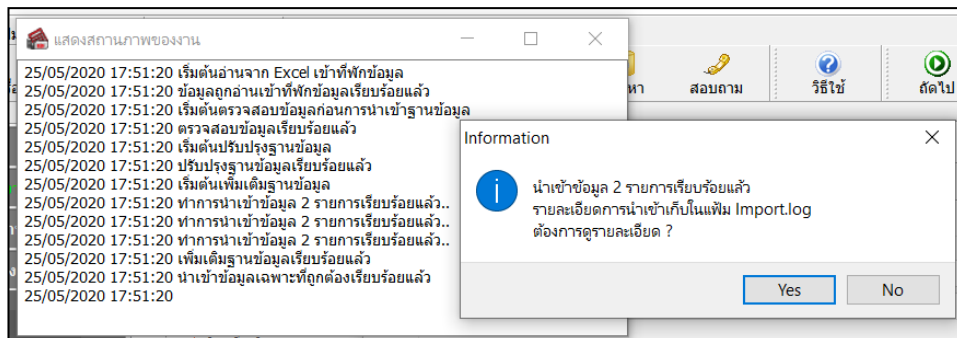 แสดงสถานภาพของงาน
25/05/2020 17:51:20 เริ่มต้นอ่านจาก Excel เข้าที่พักข้อมูล
25/05/2020 17:51:20 ข้อมูลถูกอ่านเข้าที่พักข้อมูลเรียบร้อยแล้ว
25/05/2020 17:51:20 เริ่มต้นตรวจสอบข้อมูลก่อนการนำเข้าฐานข้อมูล
25/05/2020 17:51:20 ตรวจสอบข้อมูลเรียบร้อยแล้ว
25/05/2020 17:51:20 เริ่มต้นปรับปรุงฐานข้อมูล
25/05/2020 17:51:20 ปรับปรุงฐานข้อมูลเรียบร้อยแล้ว
25/05/2020 17:51:20 เริ่มต้นเพิ่มเติมฐานข้อมูล
25/05/2020 17:51:20 ทำการนำเข้าข้อมูล 2 รายการเรียบร้อยแล้ว..
25/05/2020 17:51:20 ทำการนำเข้าข้อมูล 2 รายการเรียบร้อยแล้ว..
25/05/2020 17:51:20 ทำการนำเข้าข้อมูล 2 รายการเรียบร้อยแล้ว..
25/05/2020 17:51:20 เพิ่มเติมฐานข้อมูลเรียบร้อยแล้ว
25/05/2020 17:51:20 นำเข้าข้อมูลเฉพาะที่ถูกต้องเรียบร้อยแล้ว
25/05/2020 17:51:20
หา
สอบถาม
วิธีใช้
ถัดไป
Information
นำเข้าข้อมูล 2 รายการเรียบร้อยแล้ว
รายละเอียดการนำเข้าเก็บในแฟ้ม Import.log
ต้องการดูรายละเอียด ?
Yes
No